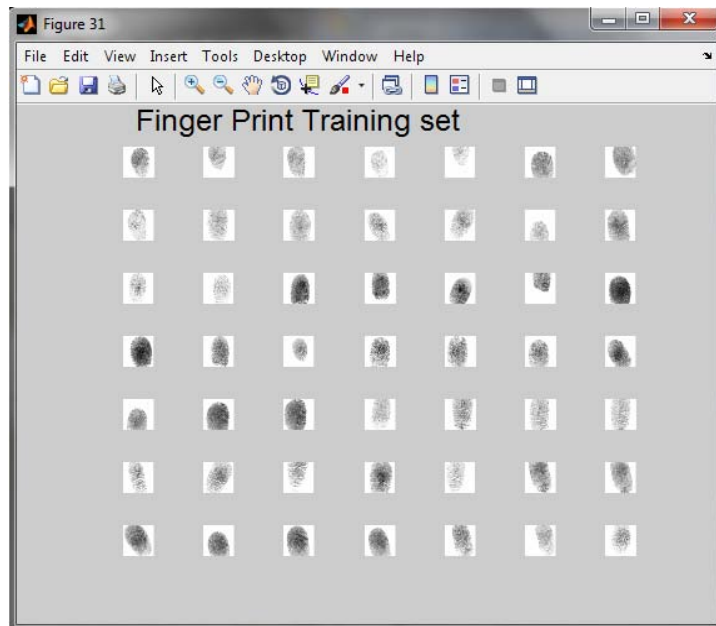 Figure 31
File Edit View Insert Tools Desktop Window Help
Finger Print Training set